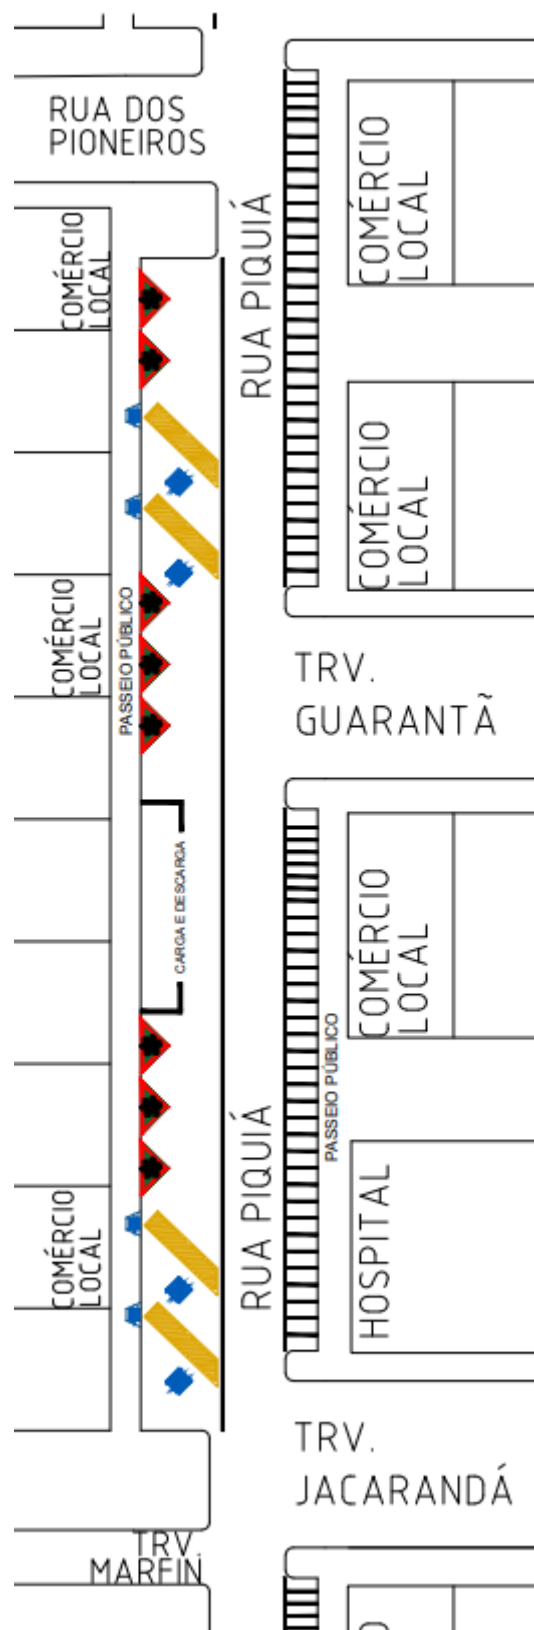 RUA DOS
PIONEIROS
RUA PIQUIÁ
COMÉRCIO
LOCAL
COMÉRCIO
LOCAL
COMÉRCIO
LOCAL
COMÉRCIO
LOCAL
PASSEIO PÚBLICO
TRV.
GUARANTÃ
CARGA E DESCARGA
COMÉRCIO
LOCAL
PASSEIO PÚBLICO
RUA PIQUIÁ
COMÉRCIO
LOCAL
HOSPITAL
TRV.
JACARANDÁ
TRV.
MARFIN